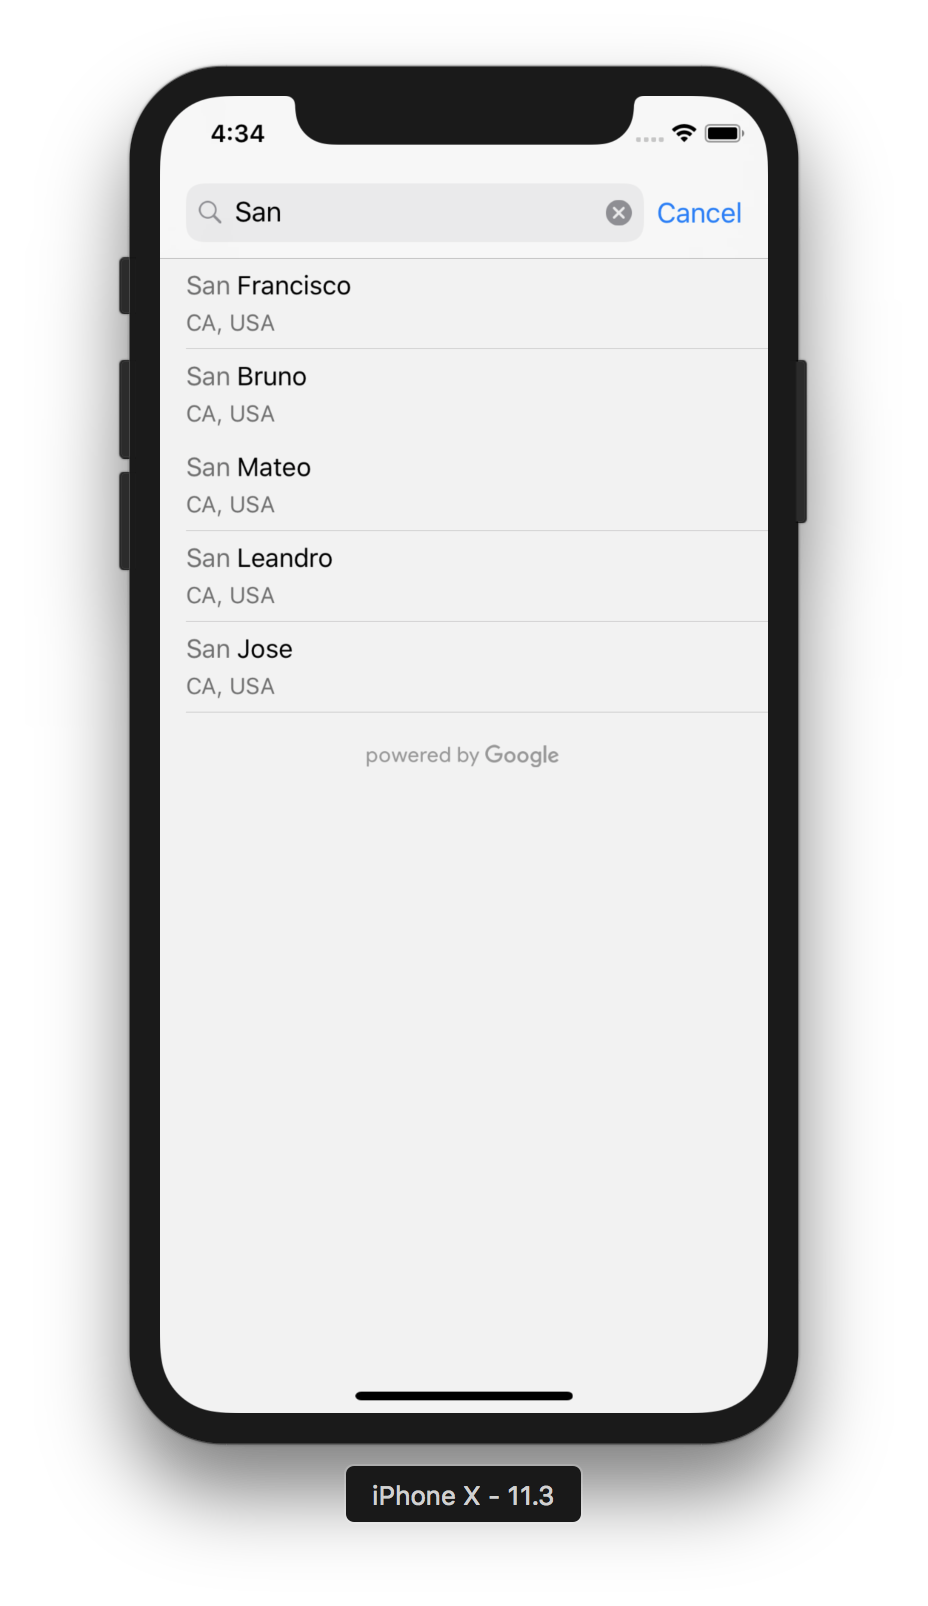 4:34
San
Cancel
San Francisco
CA, USA
San Bruno
CA, USA
San Mateo
CA, USA
San Leandro
CA, USA
San Jose
CA, USA
powered by Google
iPhone X - 11.3